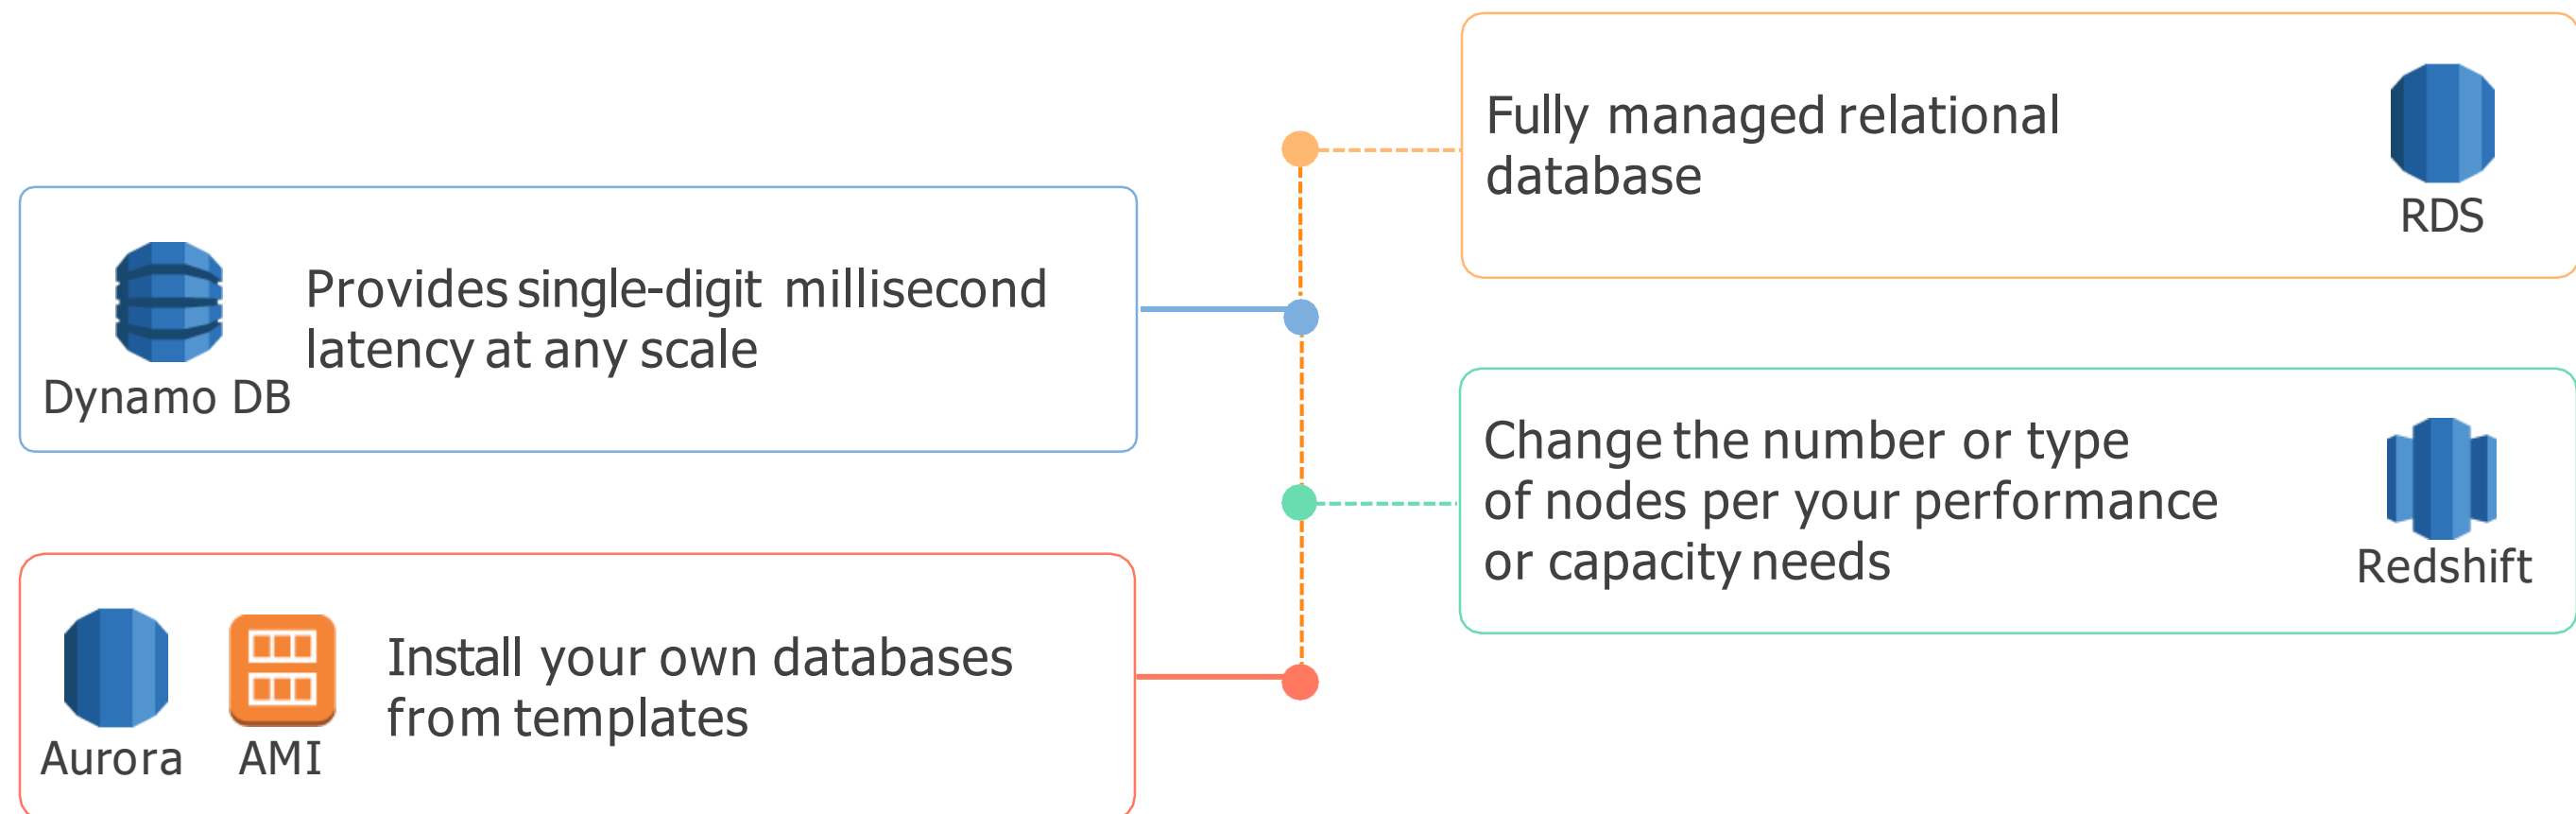 Fully managed relational
database
RDS
Provides single-digit millisecond
latency at any scale
Dynamo DB
Change the number or type
of nodes per your performance
or capacity needs
Redshift
Install your own databases
from templates
Aurora
AMI